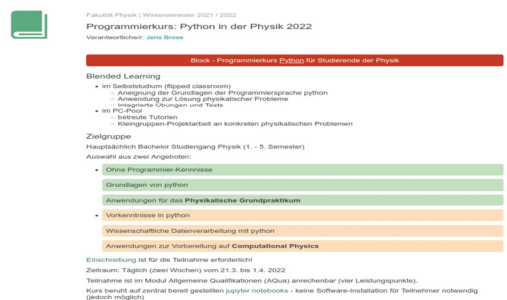 Fakultät Physik | Wintersemester 2021 / 2022
Programmierkurs: Python in der Physik 2022
Verantwortliche/r: Jens Brose
Block - Programmierkurs Python für Studierende der Physik
Blended Learning
im Selbststudium (flipped classroom)
Aneignung der Grundlagen der Programmiersprache python
Anwendung zur Lösung physikalischer Probleme
Integrierte Übungen und Tests
im PC-Pool
betreute Tutorien
Kleingruppen-Projektarbeit an konkreten physikalischen Problemen
Zielgruppe
Hauptsächlich Bachelor Studiengang Physik (1. - 5. Semester)
Auswahl aus zwei Angeboten:
Ohne Programmier-Kennnisse
Grundlagen von python
Anwendungen für das Physikalische Grundpraktikum
Vorkenntnisse in python
Wissenschaftliche Datenverarbeitung mit python
Anwendungen zur Vorbereitung auf Computational Physics
Einschreibung ist für die Teilnahme erforderlich!
Zeitraum: Täglich (zwei Wochen) vom 21.3. bis 1.4. 2022
Teilnahme ist im Modul Allgemeine Qualifikationen (AQua) anrechenbar (vier Leistungspunkte).
Kurs beruht auf zentral bereit gestellten jupyter notebooks - keine Software-Installation für Teilnehmer notwendig
(jedoch möglich)